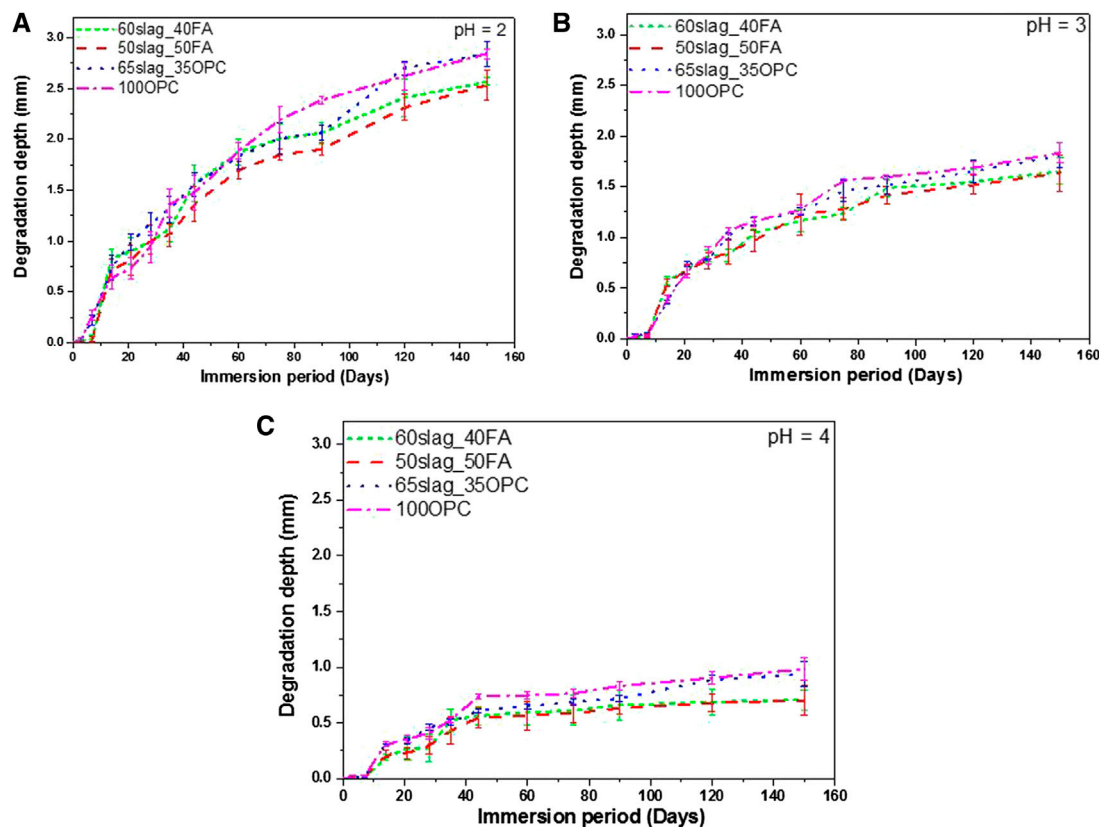 A
pH = 2
60slag_40FA
50slag_50FA
65slag_35OPC
100OPC
Degradation depth (mm)
3.0
2.5
2.0
1.5
1.0
0.5
0.0
0 20 40 60 80 100 120 140 160
Immersion period (Days)
B
pH = 3
60slag_40FA
50slag_50FA
65slag_35OPC
100OPC
Degradation depth (mm)
3.0
2.5
2.0
1.5
1.0
0.5
0.0
0 20 40 60 80 100 120 140 160
Immersion period (Days)
C
pH = 4
60slag_40FA
50slag_50FA
65slag_35OPC
100OPC
Degradation depth (mm)
3.0
2.5
2.0
1.5
1.0
0.5
0.0
0 20 40 60 80 100 120 140 160
Immersion period (Days)